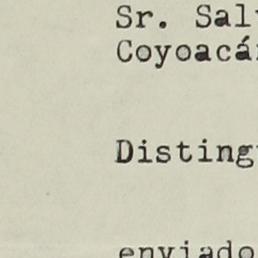 Sr. Sal
Coyoacá
Disting
enviado